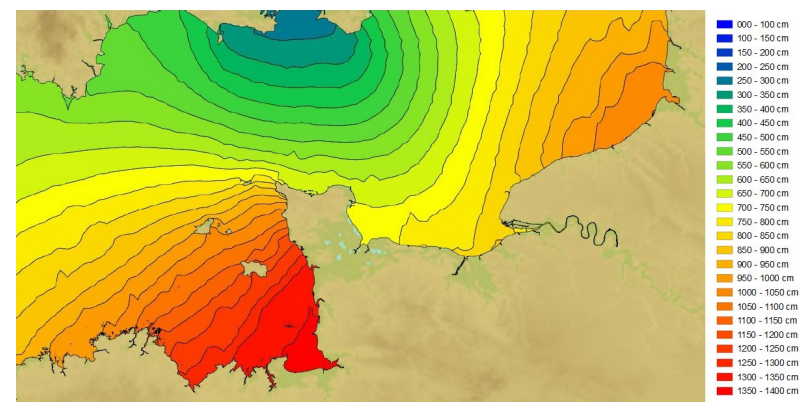 000 - 100 cm
100 - 150 cm
150 - 200 cm
200 - 250 cm
250 - 300 cm
300 - 350 cm
350 - 400 cm
400 - 450 cm
450 - 500 cm
500 - 550 cm
550 - 600 cm
600 - 650 cm
650 - 700 cm
700 - 750 cm
750 - 800 cm
800 - 850 cm
850 - 900 cm
900 - 950 cm
950 - 1000 cm
1000 - 1050 cm
1050 - 1100 cm
1100 - 1150 cm
1150 - 1200 cm
1200 - 1250 cm
1250 - 1300 cm
1300 - 1350 cm
1350 - 1400 cm